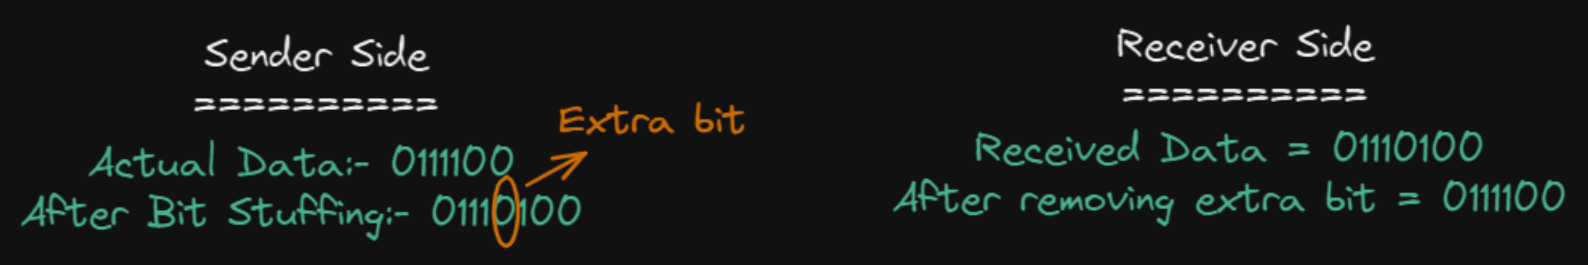 Sender Side
==========
Extra bit
Actual Data:- 0111100
After Bit Stuffing:- 01110100
Receiver Side
==========
Received Data = 01110100
After removing extra bit = 0111100